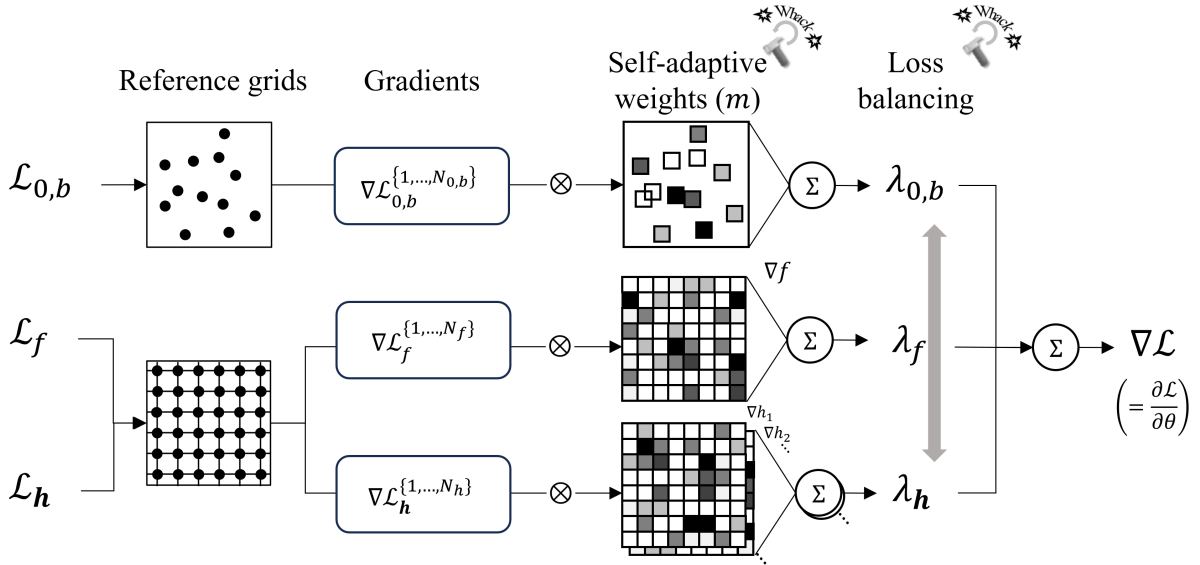 Whack
Whack
Reference grids
Gradients
Self-adaptive
weights (m)
Loss
balancing
ℒ₀,b
∇ℒ₀,b^{1,…,N₀,b}
⊗
Σ
λ₀,b
∇f
ℒf
∇ℒf^{1,…,Nf}
⊗
Σ
λf
Σ
∇ℒ
(= ∂ℒ/∂θ)
∇h₁
∇h₂
⋱
ℒ𝒉
∇ℒ𝒉^{1,…,Nh}
⊗
Σ
λ𝒉